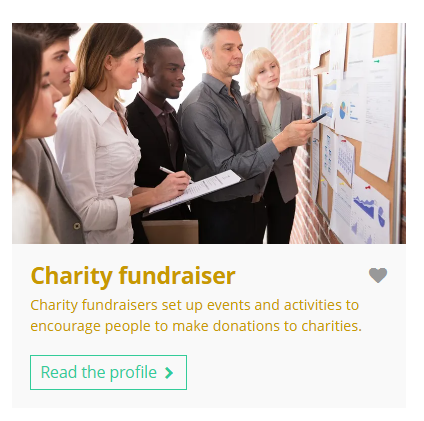 Charity fundraiser
Charity fundraisers set up events and activities to
encourage people to make donations to charities.
Read the profile